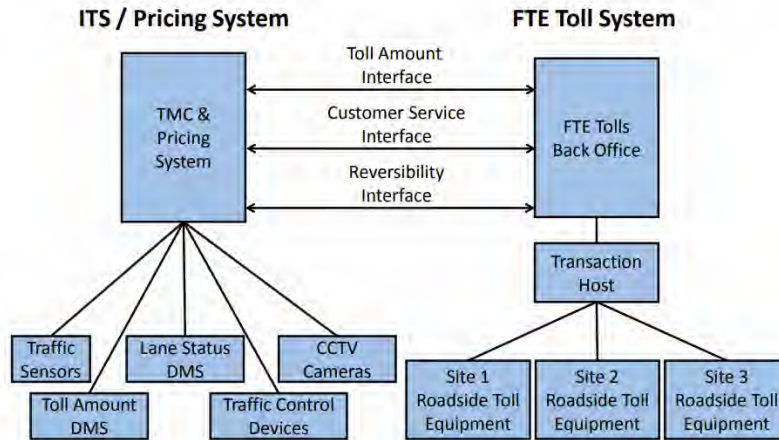 ITS / Pricing System
FTE Toll System
Toll Amount
Interface
Customer Service
Interface
Reversibility
Interface
TMC &
Pricing
System
FTE Tolls
Back Office
Transaction
Host
Traffic
Sensors
Lane Status
DMS
CCTV
Cameras
Toll Amount
DMS
Traffic Control
Devices
Site 1
Roadside Toll
Equipment
Site 2
Roadside Toll
Equipment
Site 3
Roadside Toll
Equipment